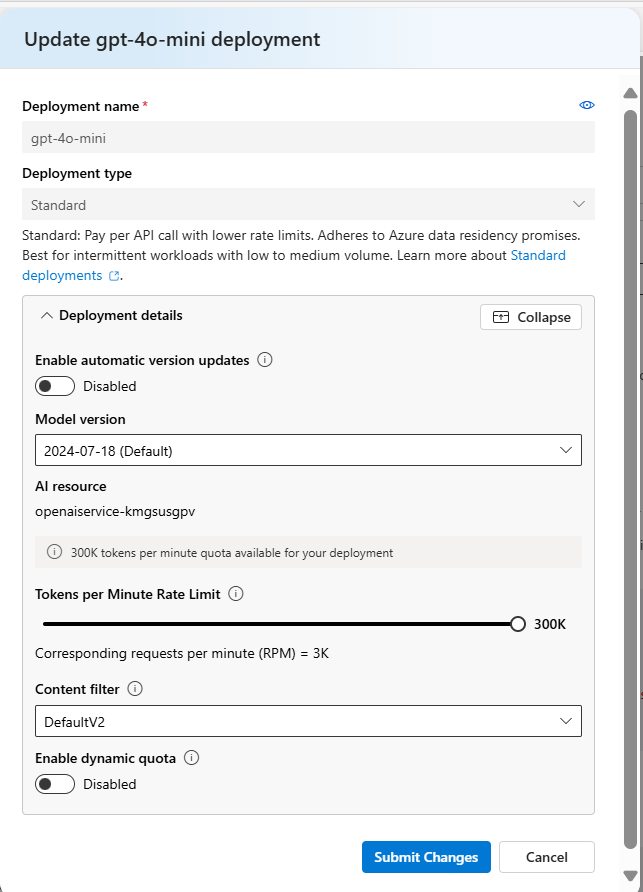 Update gpt-4o-mini deployment
Deployment name *
gpt-4o-mini
Deployment type
Standard
Standard: Pay per API call with lower rate limits. Adheres to Azure data residency promises.
Best for intermittent workloads with low to medium volume. Learn more about Standard
deployments .
Deployment details
Collapse
Enable automatic version updates
Disabled
Model version
2024-07-18 (Default)
AI resource
openaiservice-kmgsusgpv
300K tokens per minute quota available for your deployment
Tokens per Minute Rate Limit
300K
Corresponding requests per minute (RPM) = 3K
Content filter
DefaultV2
Enable dynamic quota
Disabled
Submit Changes
Cancel